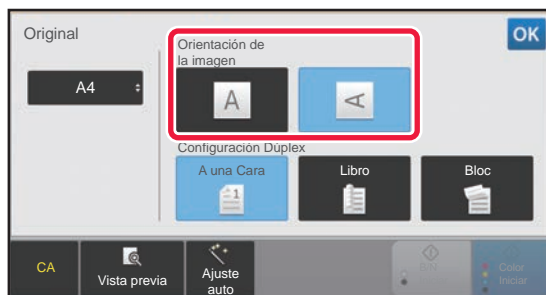 Original
OK
Orientación de
la imagen
A4
A
A
Configuración Dúplex
A una Cara
Libro
Bloc
1
CA
Vista previa
Ajuste
auto
Color
Iniciar